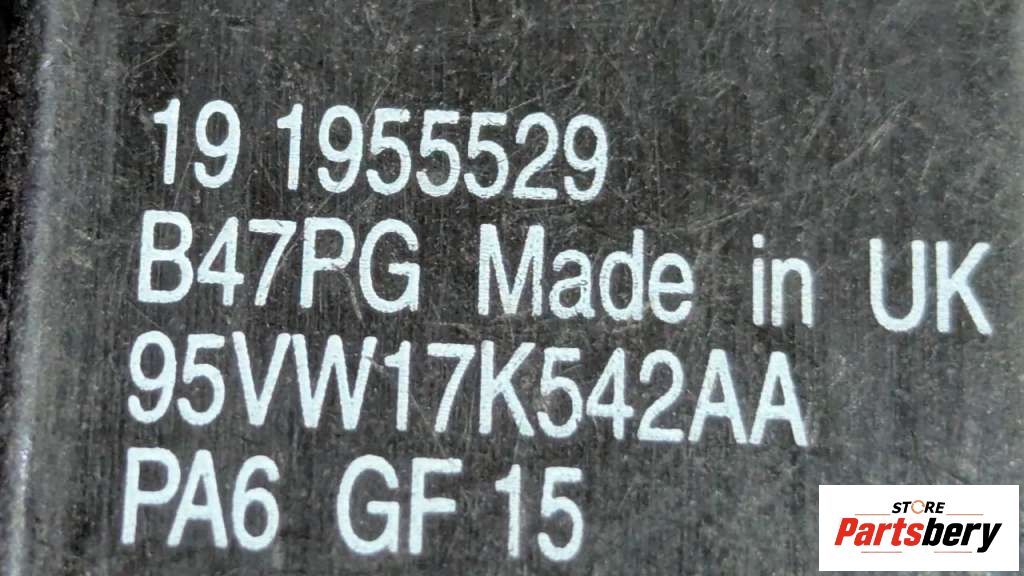 19 1955529
B47PG Made in UK
95VW17K542AA
PA6 GF 15
STORE
Partsbery